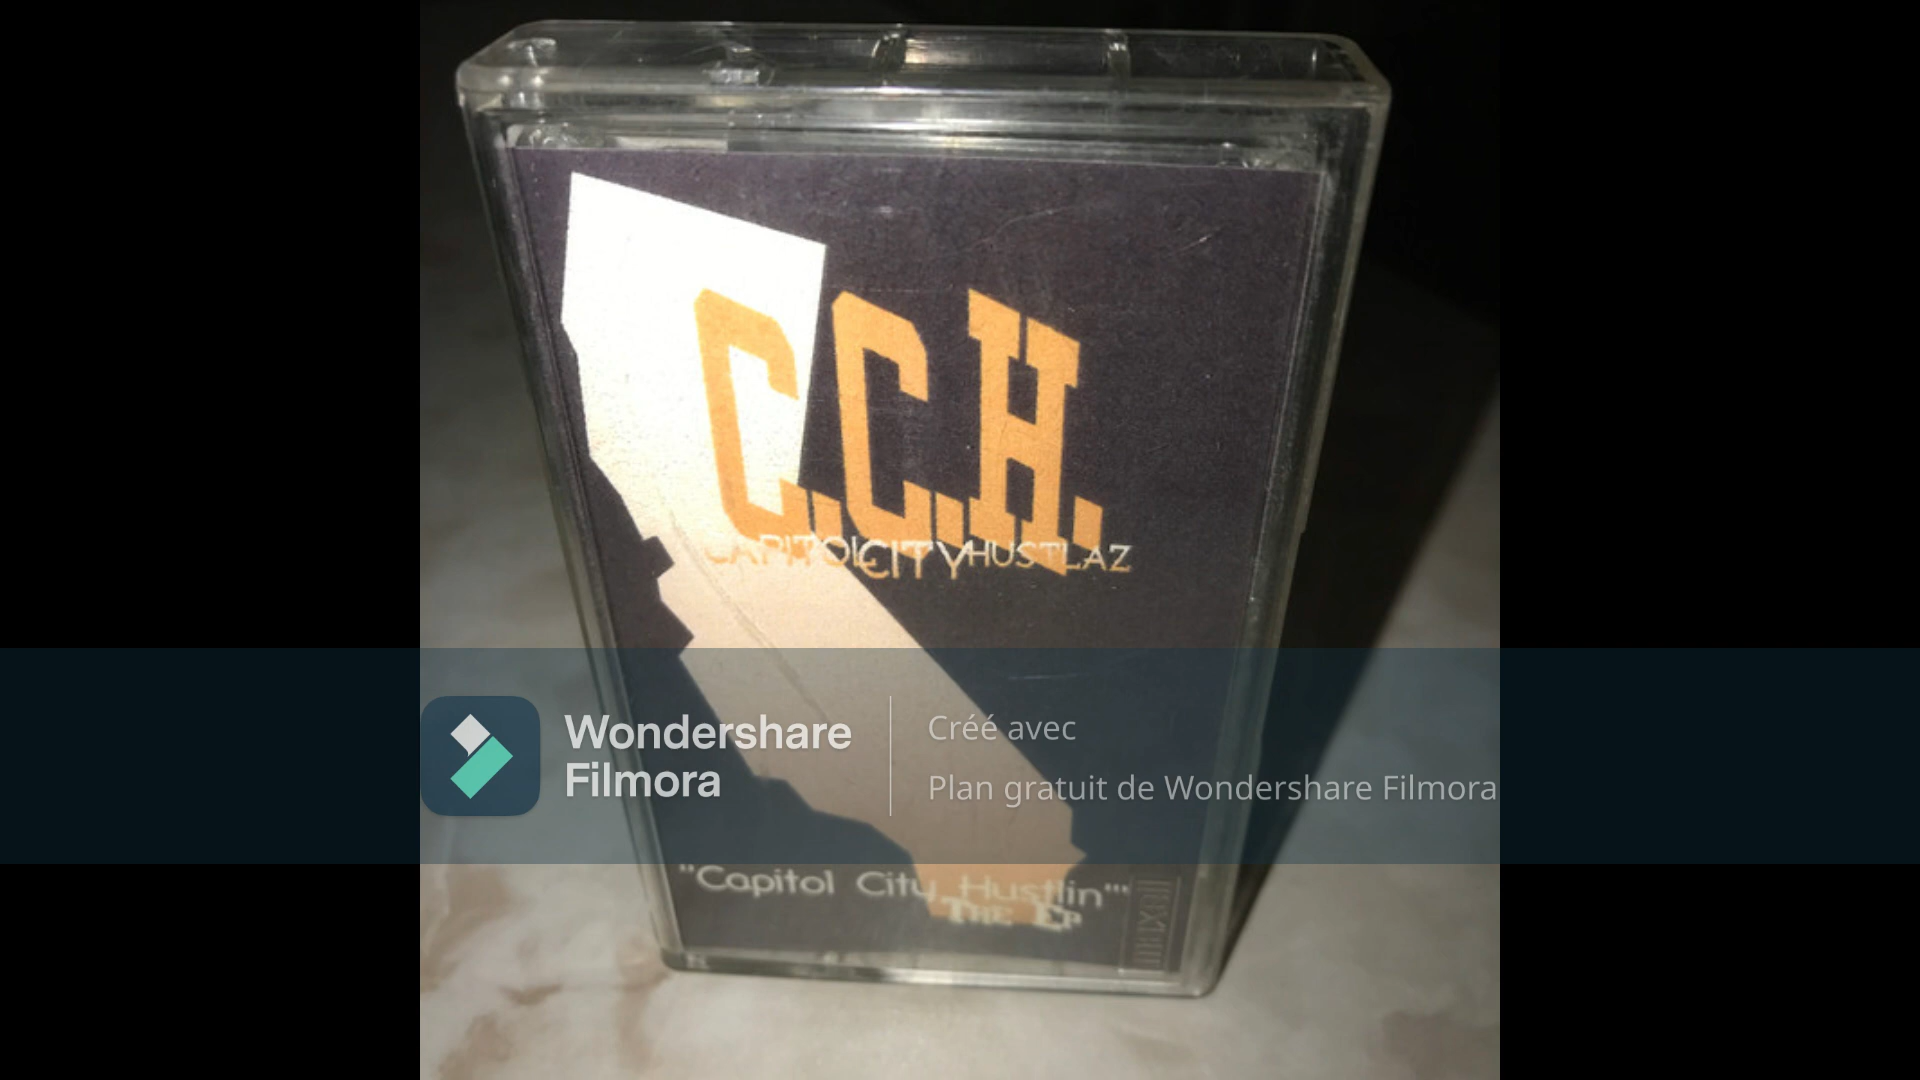 C.C.H.
CAPITOL CITY HUSTLAZ
Wondershare
Filmora
Créé avec
Plan gratuit de Wondershare Filmora
"Capitol City Hustlin'"
THE EP
maxell